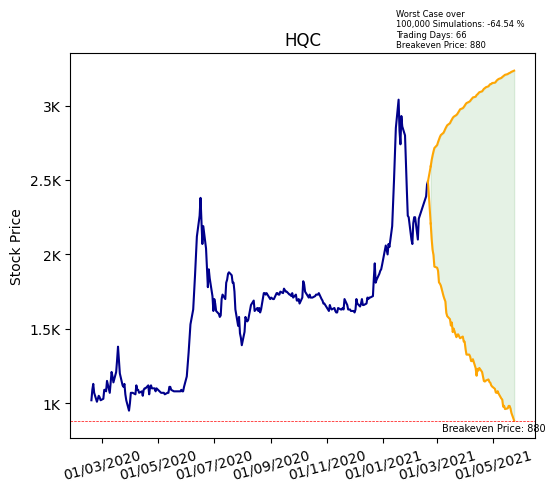 Worst Case over
100,000 Simulations: -64.54 %
Trading Days: 66
Breakeven Price: 880
HQC
Stock Price
3K
2.5K
2K
1.5K
1K
Breakeven Price: 880
01/03/2020
01/05/2020
01/07/2020
01/09/2020
01/11/2020
01/01/2021
01/03/2021
01/05/2021